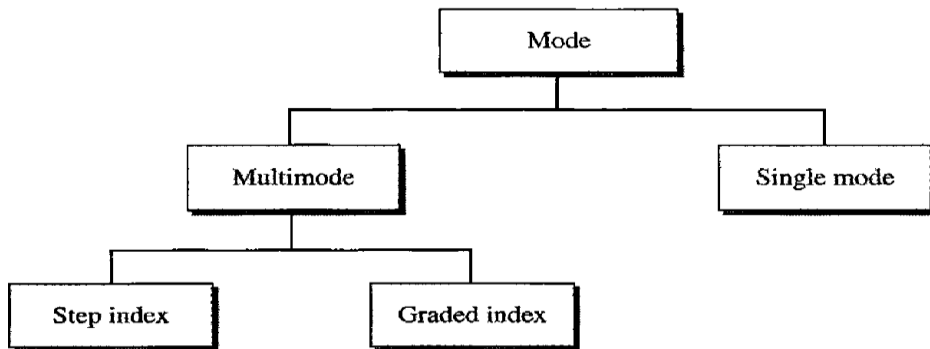 Mode
Multimode
Single mode
Step index
Graded index